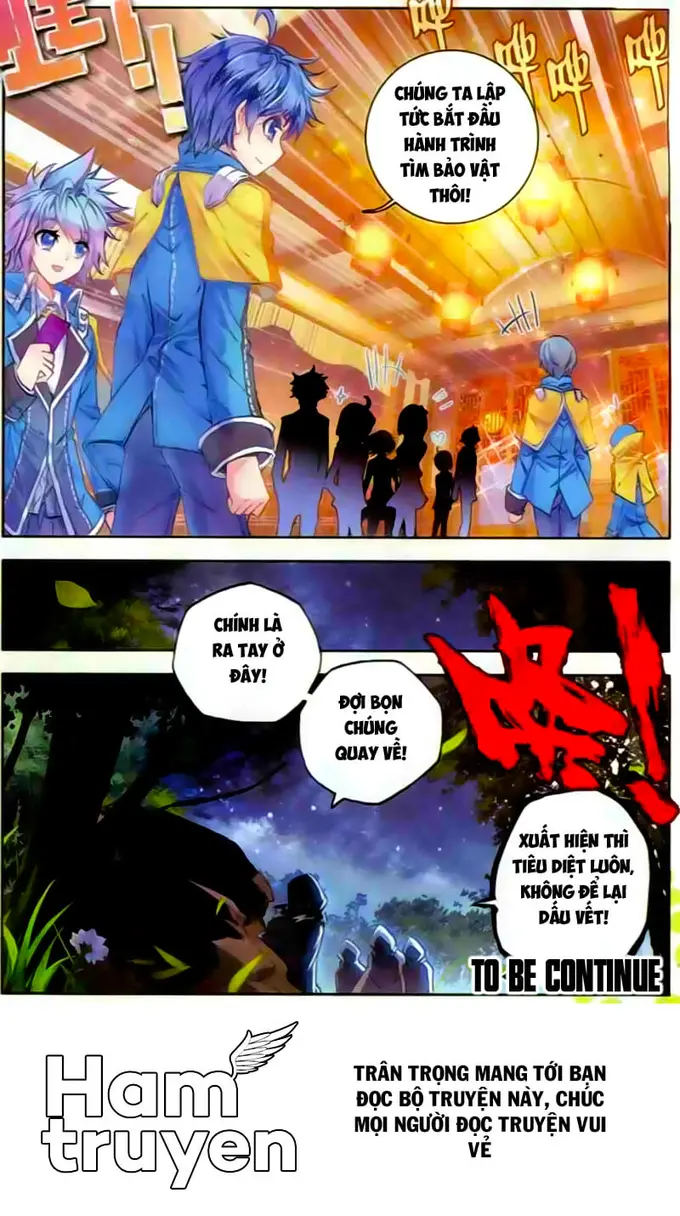 哇!!
CHÚNG TA LẬP
TỨC BẮT ĐẦU
HÀNH TRÌNH
TÌM BẢO VẬT
THÔI!
CHÍNH LÀ
RA TAY Ở
ĐÂY!
ĐỢI BỌN
CHÚNG
QUAY VỀ!
XUẤT HIỆN THÌ
TIÊU DIỆT LUÔN,
KHÔNG ĐỂ LẠI
DẤU VẾT!
TO BE CONTINUE
Ham
truyen
TRÂN TRỌNG MANG TỚI BẠN
ĐỌC BỘ TRUYỆN NÀY, CHÚC
MỌI NGƯỜI ĐỌC TRUYỆN VUI
VẺ